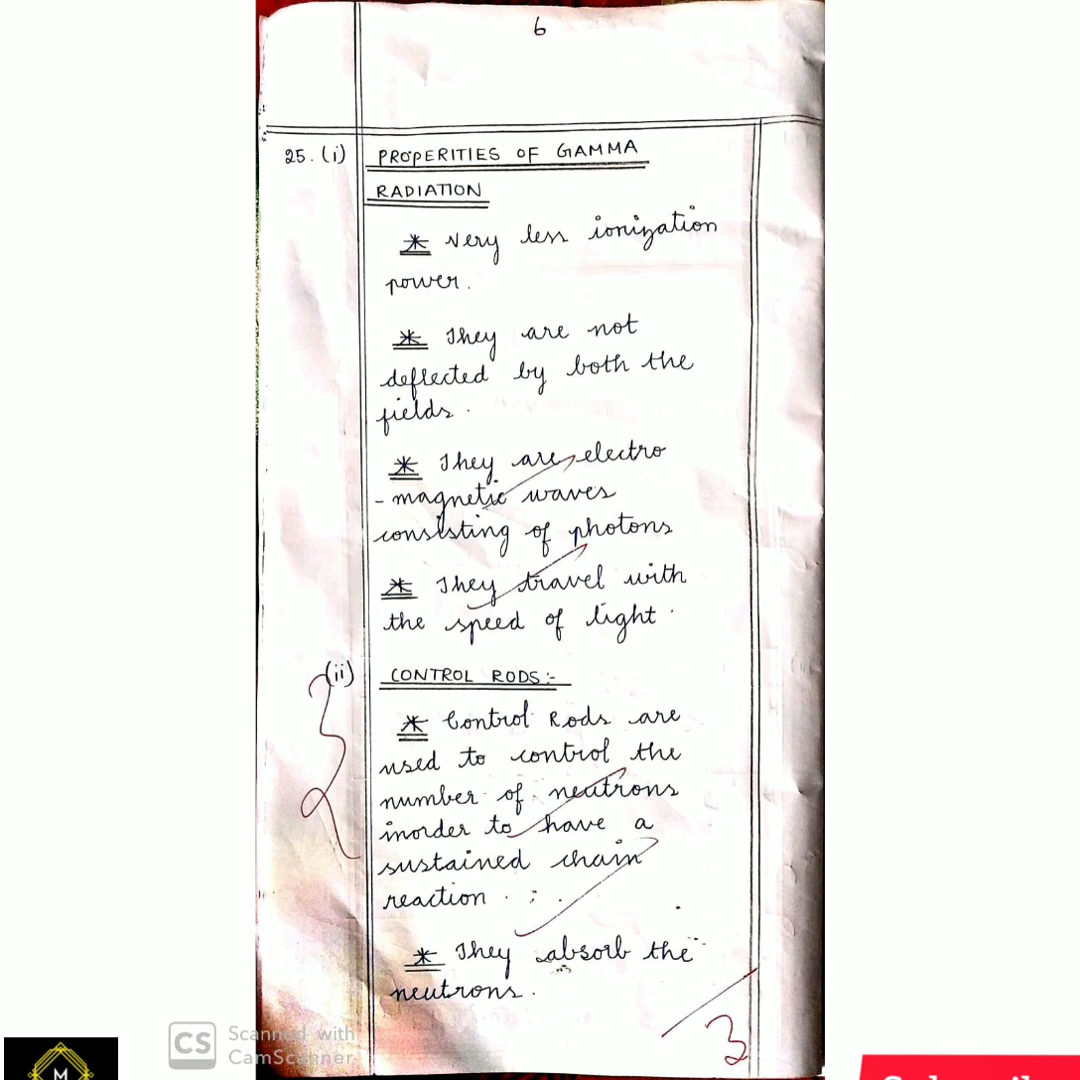 6
25. (i) PROPERITIES OF GAMMA
RADIATION
* Very less ionization
power.
* They are not
deflected by both the
fields.
* They are electro
- magnetic waves
consisting of photons
* They travel with
the speed of light.
(ii) CONTROL RODS:-
* Control Rods are
used to control the
number of neutrons
inorder to have a
sustained chain
reaction.
* They absorb the
neutrons.
3
CS Scanned with
CamScanner
M